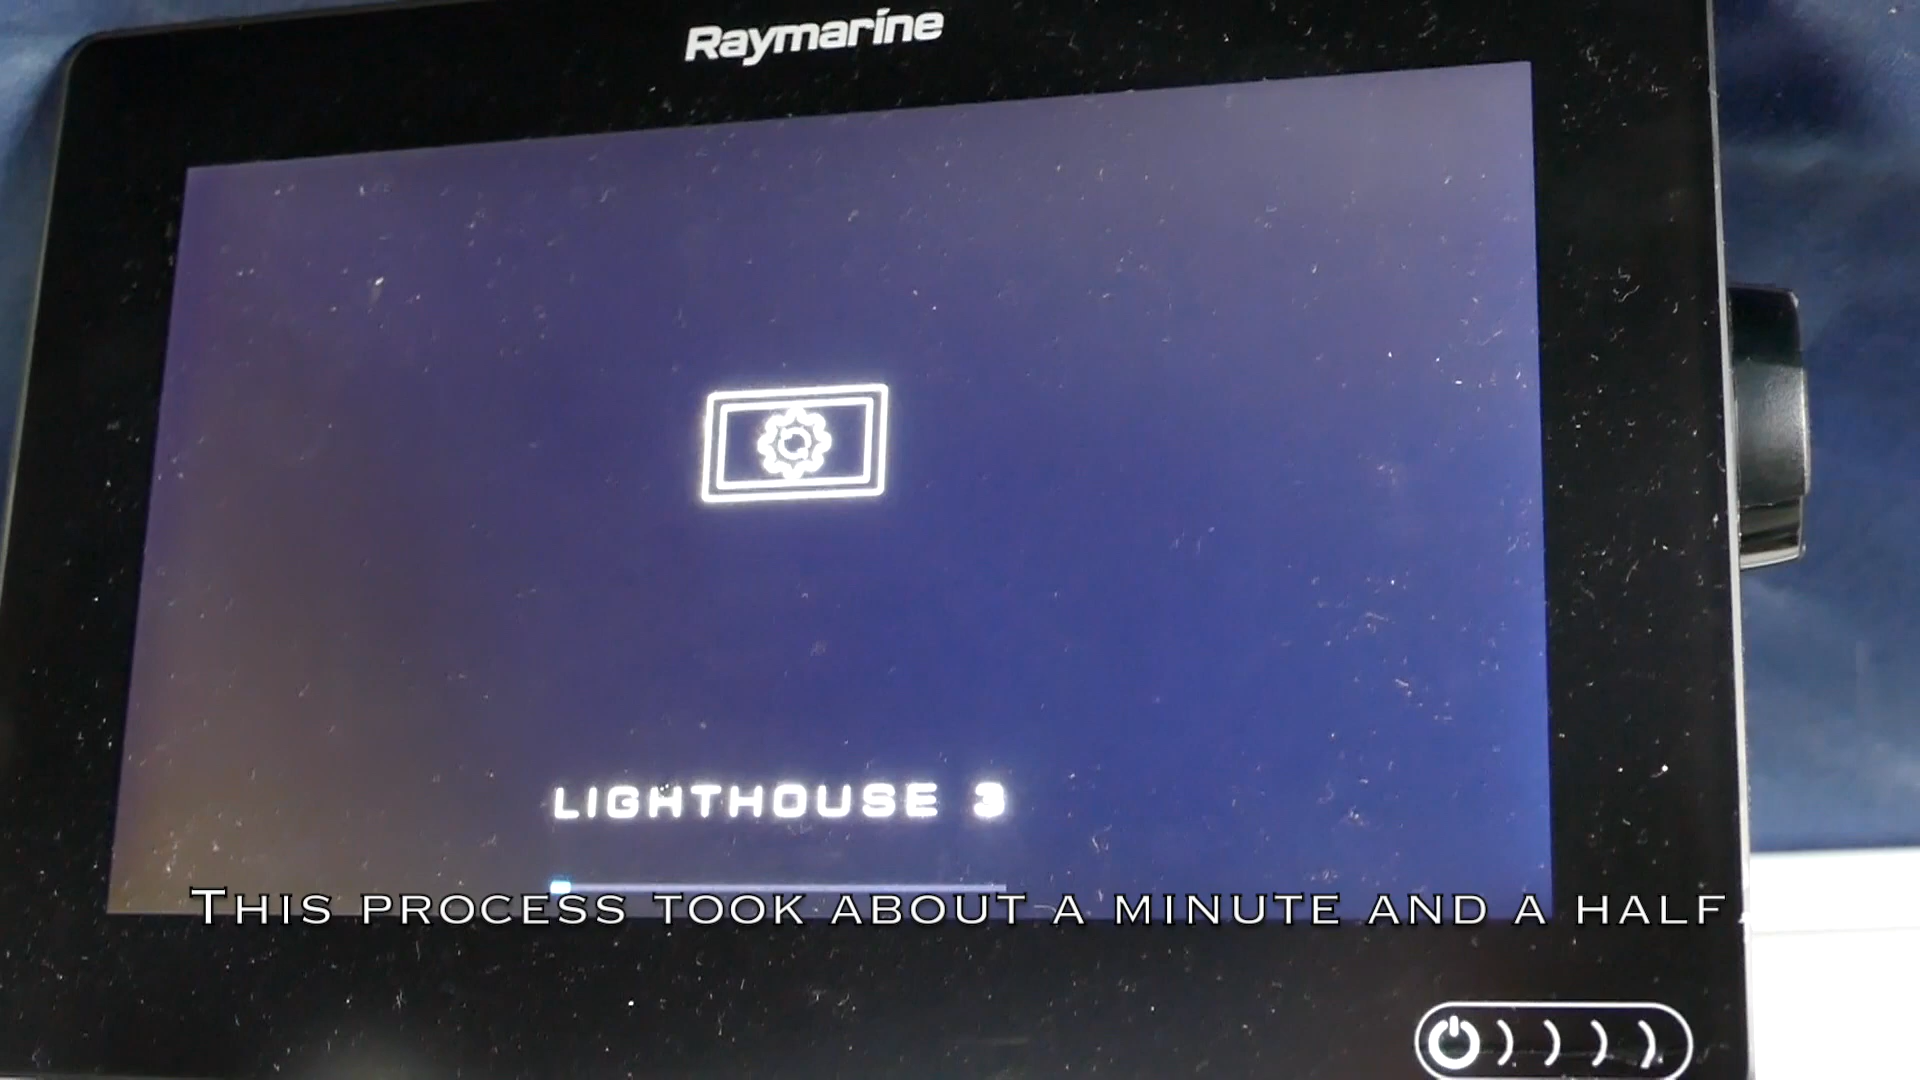 Raymarine
LIGHTHOUSE 3
THIS PROCESS TOOK ABOUT A MINUTE AND A HALF.